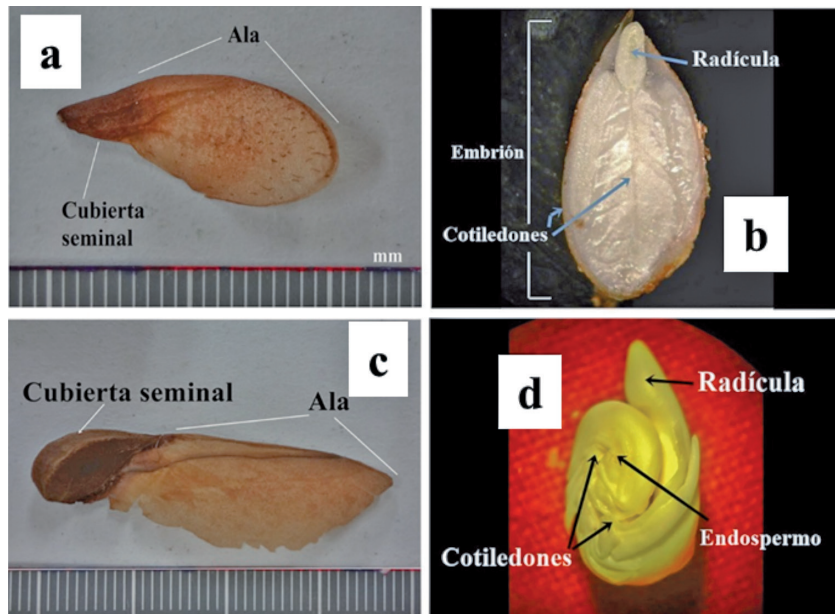 a
Ala
Cubierta
seminal
mm
b
Radícula
Embrión
Cotiledones
c
Cubierta seminal
Ala
d
Radícula
Cotiledones
Endospermo